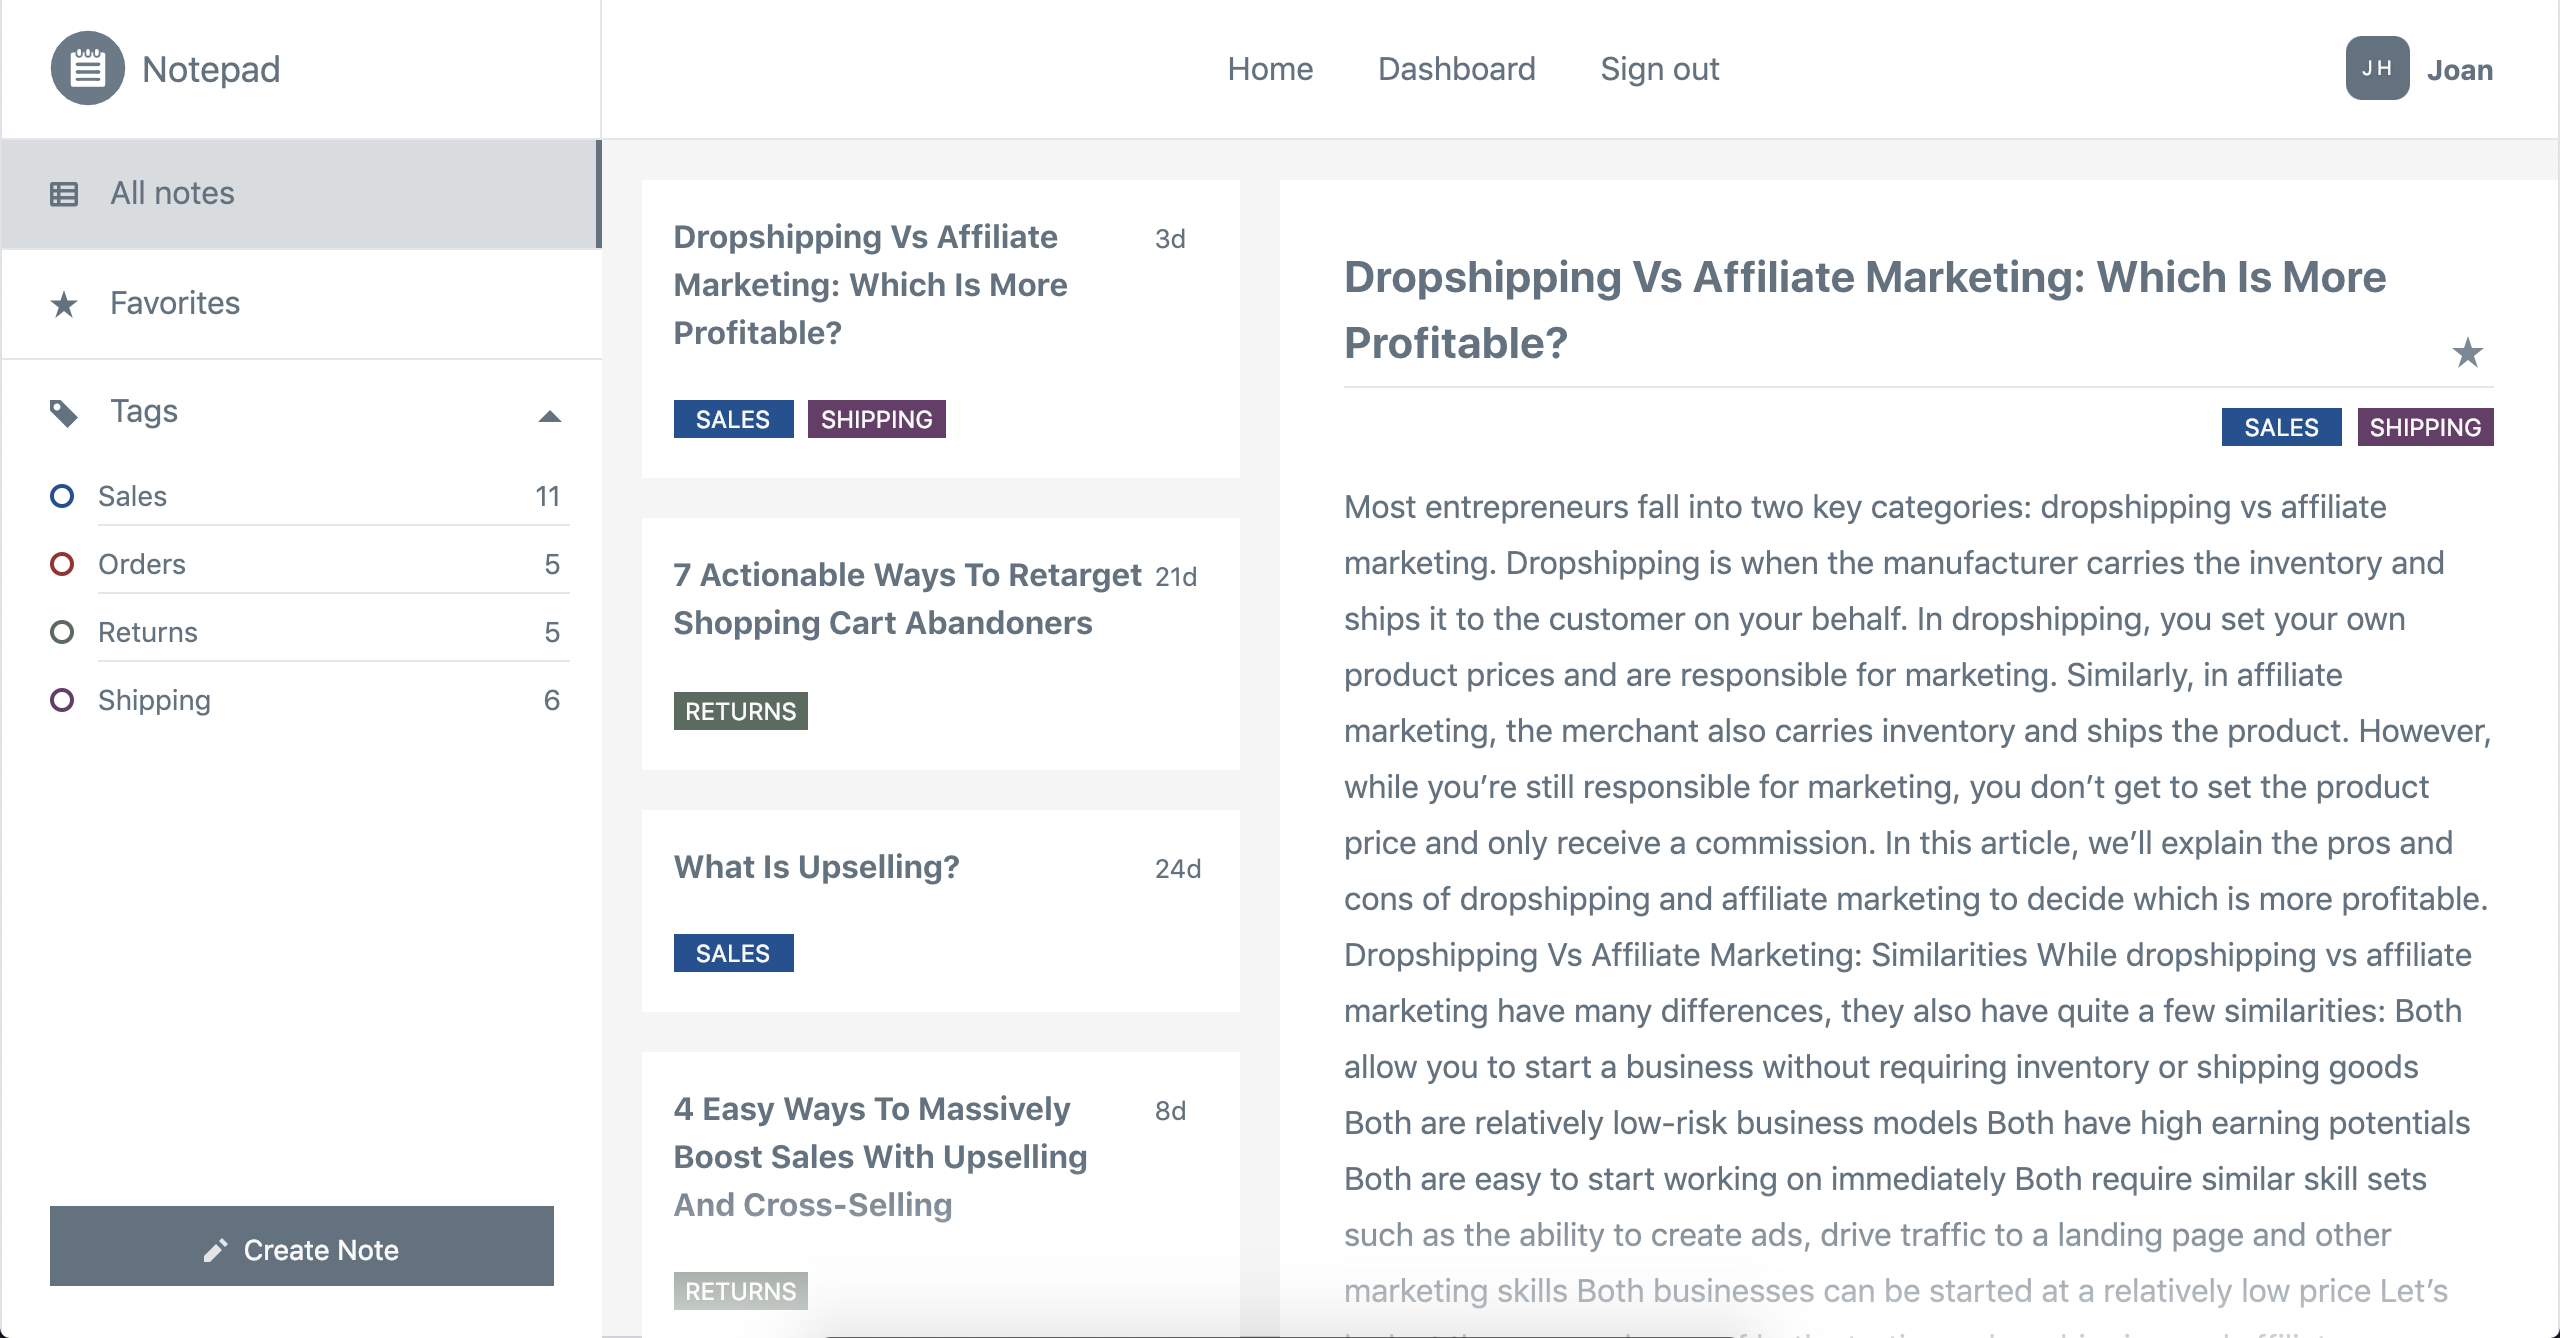 Notepad
Home
Dashboard
Sign out
JH
Joan
All notes
Favorites
Tags
Sales 11
Orders 5
Returns 5
Shipping 6
Create Note
Dropshipping Vs Affiliate 3d
Marketing: Which Is More
Profitable?
SALES SHIPPING
7 Actionable Ways To Retarget 21d
Shopping Cart Abandoners
RETURNS
What Is Upselling? 24d
SALES
4 Easy Ways To Massively 8d
Boost Sales With Upselling
And Cross-Selling
RETURNS
Dropshipping Vs Affiliate Marketing: Which Is More
Profitable?
SALES SHIPPING
Most entrepreneurs fall into two key categories: dropshipping vs affiliate
marketing. Dropshipping is when the manufacturer carries the inventory and
ships it to the customer on your behalf. In dropshipping, you set your own
product prices and are responsible for marketing. Similarly, in affiliate
marketing, the merchant also carries inventory and ships the product. However,
while you’re still responsible for marketing, you don’t get to set the product
price and only receive a commission. In this article, we’ll explain the pros and
cons of dropshipping and affiliate marketing to decide which is more profitable.
Dropshipping Vs Affiliate Marketing: Similarities While dropshipping vs affiliate
marketing have many differences, they also have quite a few similarities: Both
allow you to start a business without requiring inventory or shipping goods
Both are relatively low-risk business models Both have high earning potentials
Both are easy to start working on immediately Both require similar skill sets
such as the ability to create ads, drive traffic to a landing page and other
marketing skills Both businesses can be started at a relatively low price Let’s